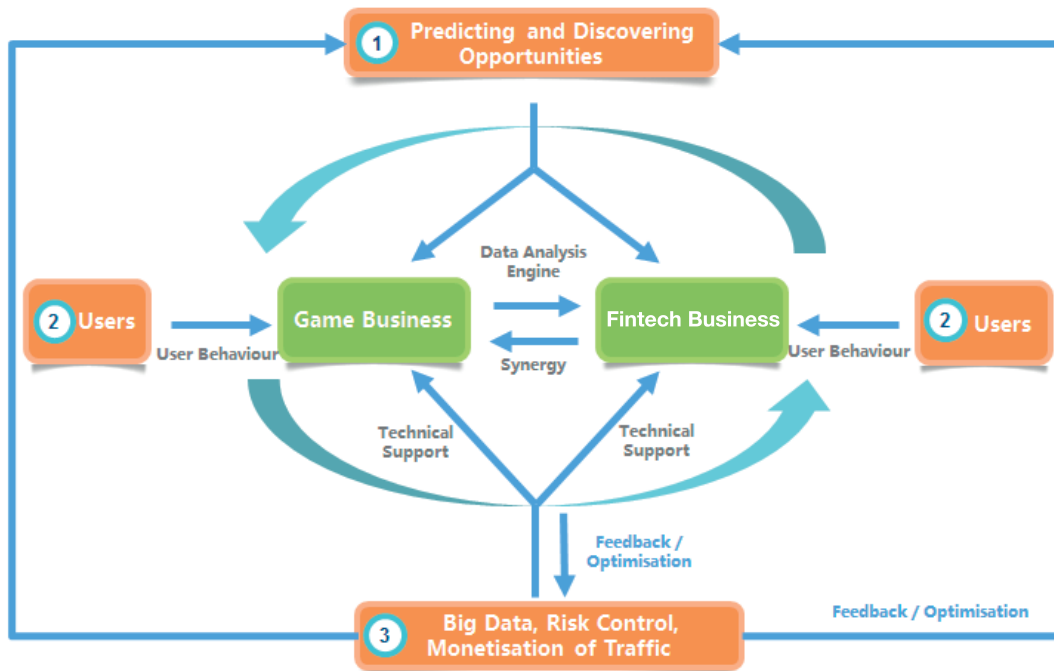 1
Predicting and Discovering
Opportunities
Data Analysis
Engine
2
Users
User Behaviour
Game Business
Fintech Business
Synergy
2
Users
User Behaviour
Technical
Support
Technical
Support
Feedback /
Optimisation
Feedback / Optimisation
3
Big Data, Risk Control,
Monetisation of Traffic